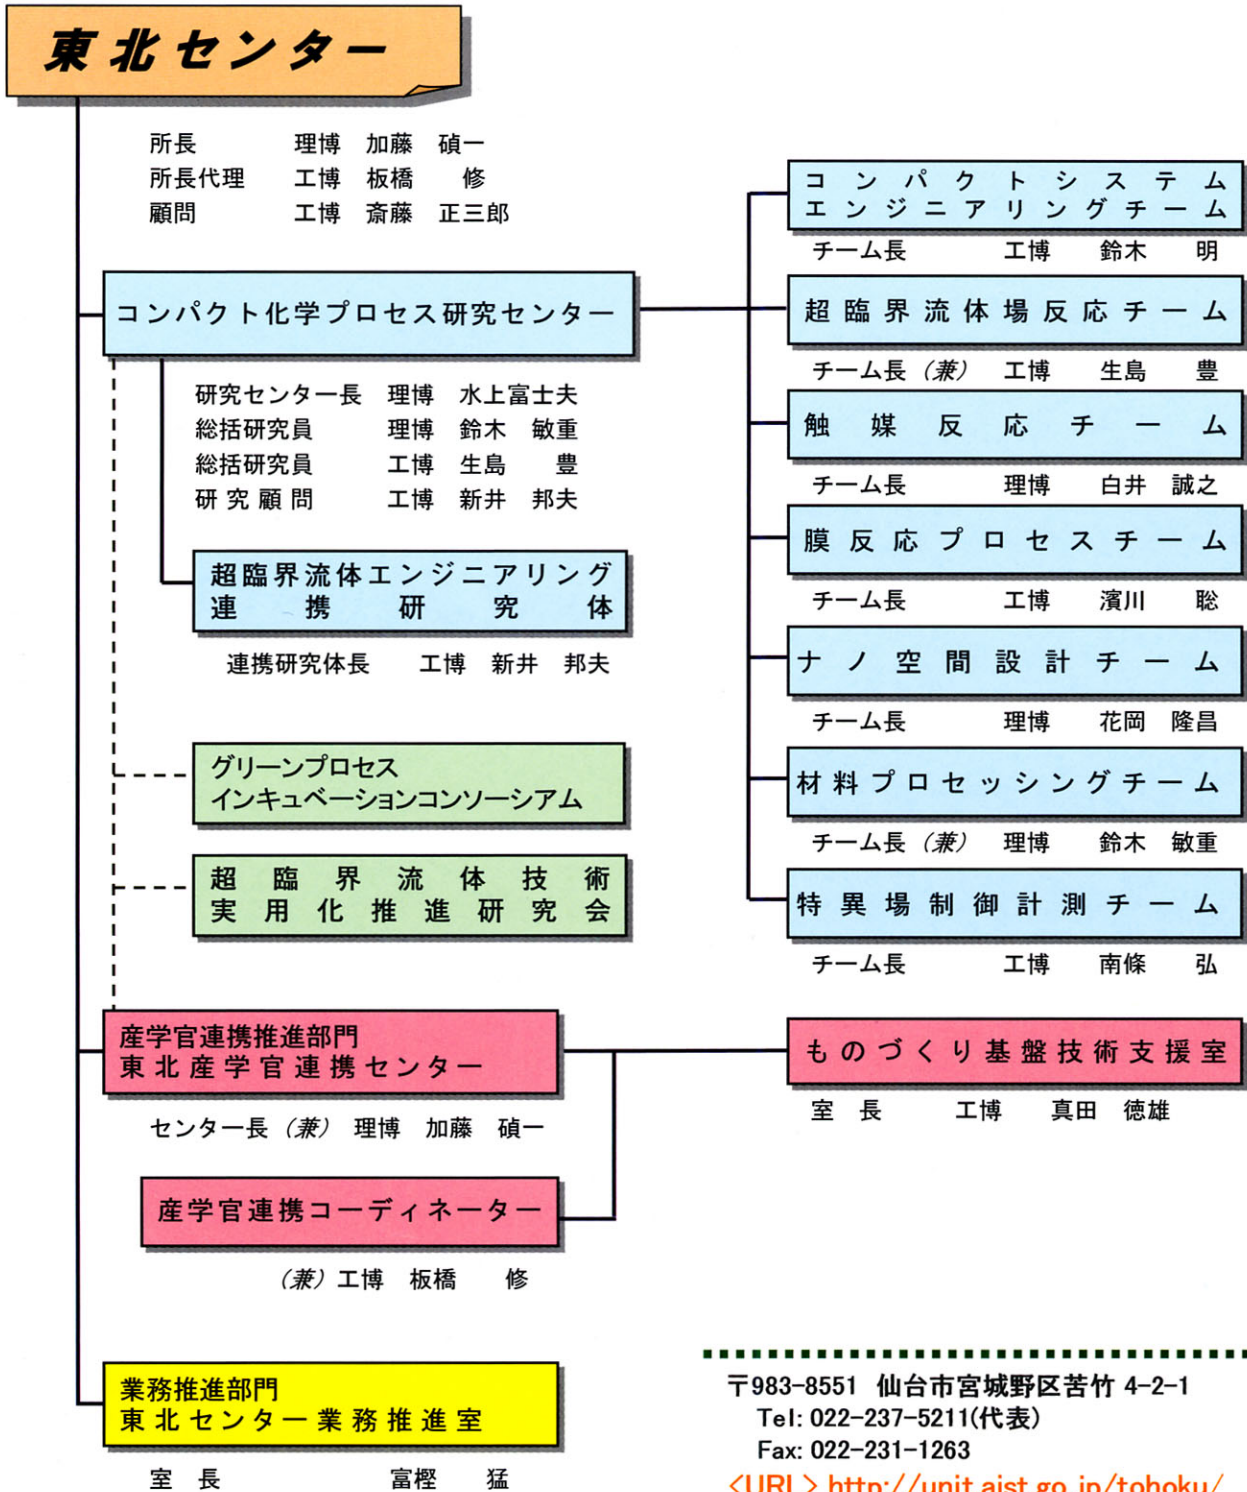 東北センター
所長 理博 加藤 碵一
所長代理 工博 板橋 修
顧問 工博 斎藤 正三郎
コンパクト化学プロセス研究センター
研究センター長 理博 水上富士夫
総括研究員 理博 鈴木 敏重
総括研究員 工博 生島 豊
研究顧問 工博 新井 邦夫
超臨界流体エンジニアリング
連携研究体
連携研究体長 工博 新井 邦夫
グリーンプロセス
インキュベーションコンソーシアム
超臨界流体技術
実用化推進研究会
産学官連携推進部門
東北産学官連携センター
センター長(兼) 理博 加藤 碵一
産学官連携コーディネーター
(兼)工博 板橋 修
業務推進部門
東北センター業務推進室
室長 富樫 猛
コンパクトシステム
エンジニアリングチーム
チーム長 工博 鈴木 明
超臨界流体場反応チーム
チーム長(兼) 工博 生島 豊
触媒反応チーム
チーム長 理博 白井 誠之
膜反応プロセスチーム
チーム長 工博 濱川 聡
ナノ空間設計チーム
チーム長 理博 花岡 隆昌
材料プロセッシングチーム
チーム長(兼) 理博 鈴木 敏重
特異場制御計測チーム
チーム長 工博 南條 弘
ものづくり基盤技術支援室
室長 工博 真田 徳雄
〒983-8551 仙台市宮城野区苦竹 4-2-1
Tel: 022-237-5211(代表)
Fax: 022-231-1263
<URL> http://unit.aist.go.jp/tohoku/